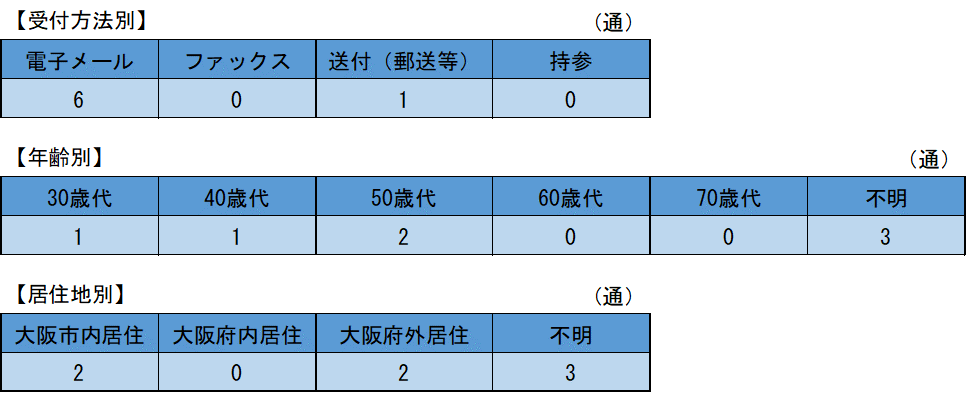 【受付方法別】 （通）
電子メール ファックス 送付（郵送等） 持参
6 0 1 0
【年齢別】 （通）
30歳代 40歳代 50歳代 60歳代 70歳代 不明
1 1 2 0 0 3
【居住地別】 （通）
大阪市内居住 大阪府内居住 大阪府外居住 不明
2 0 2 3